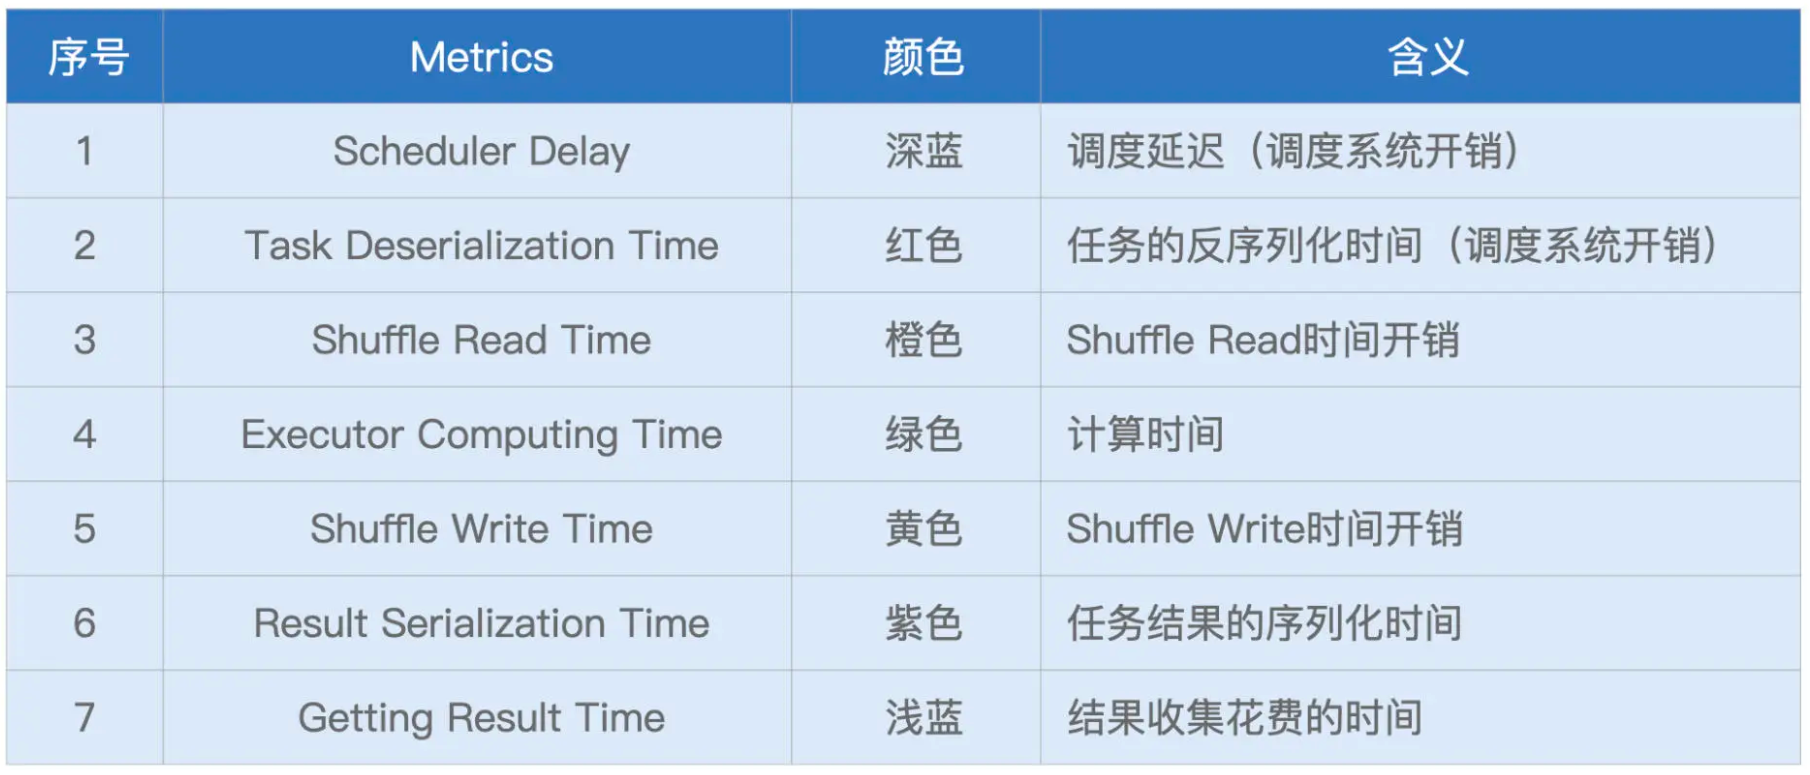 序号 Metrics 颜色 含义
1 Scheduler Delay 深蓝 调度延迟（调度系统开销）
2 Task Deserialization Time 红色 任务的反序列化时间（调度系统开销）
3 Shuffle Read Time 橙色 Shuffle Read时间开销
4 Executor Computing Time 绿色 计算时间
5 Shuffle Write Time 黄色 Shuffle Write时间开销
6 Result Serialization Time 紫色 任务结果的序列化时间
7 Getting Result Time 浅蓝 结果收集花费的时间